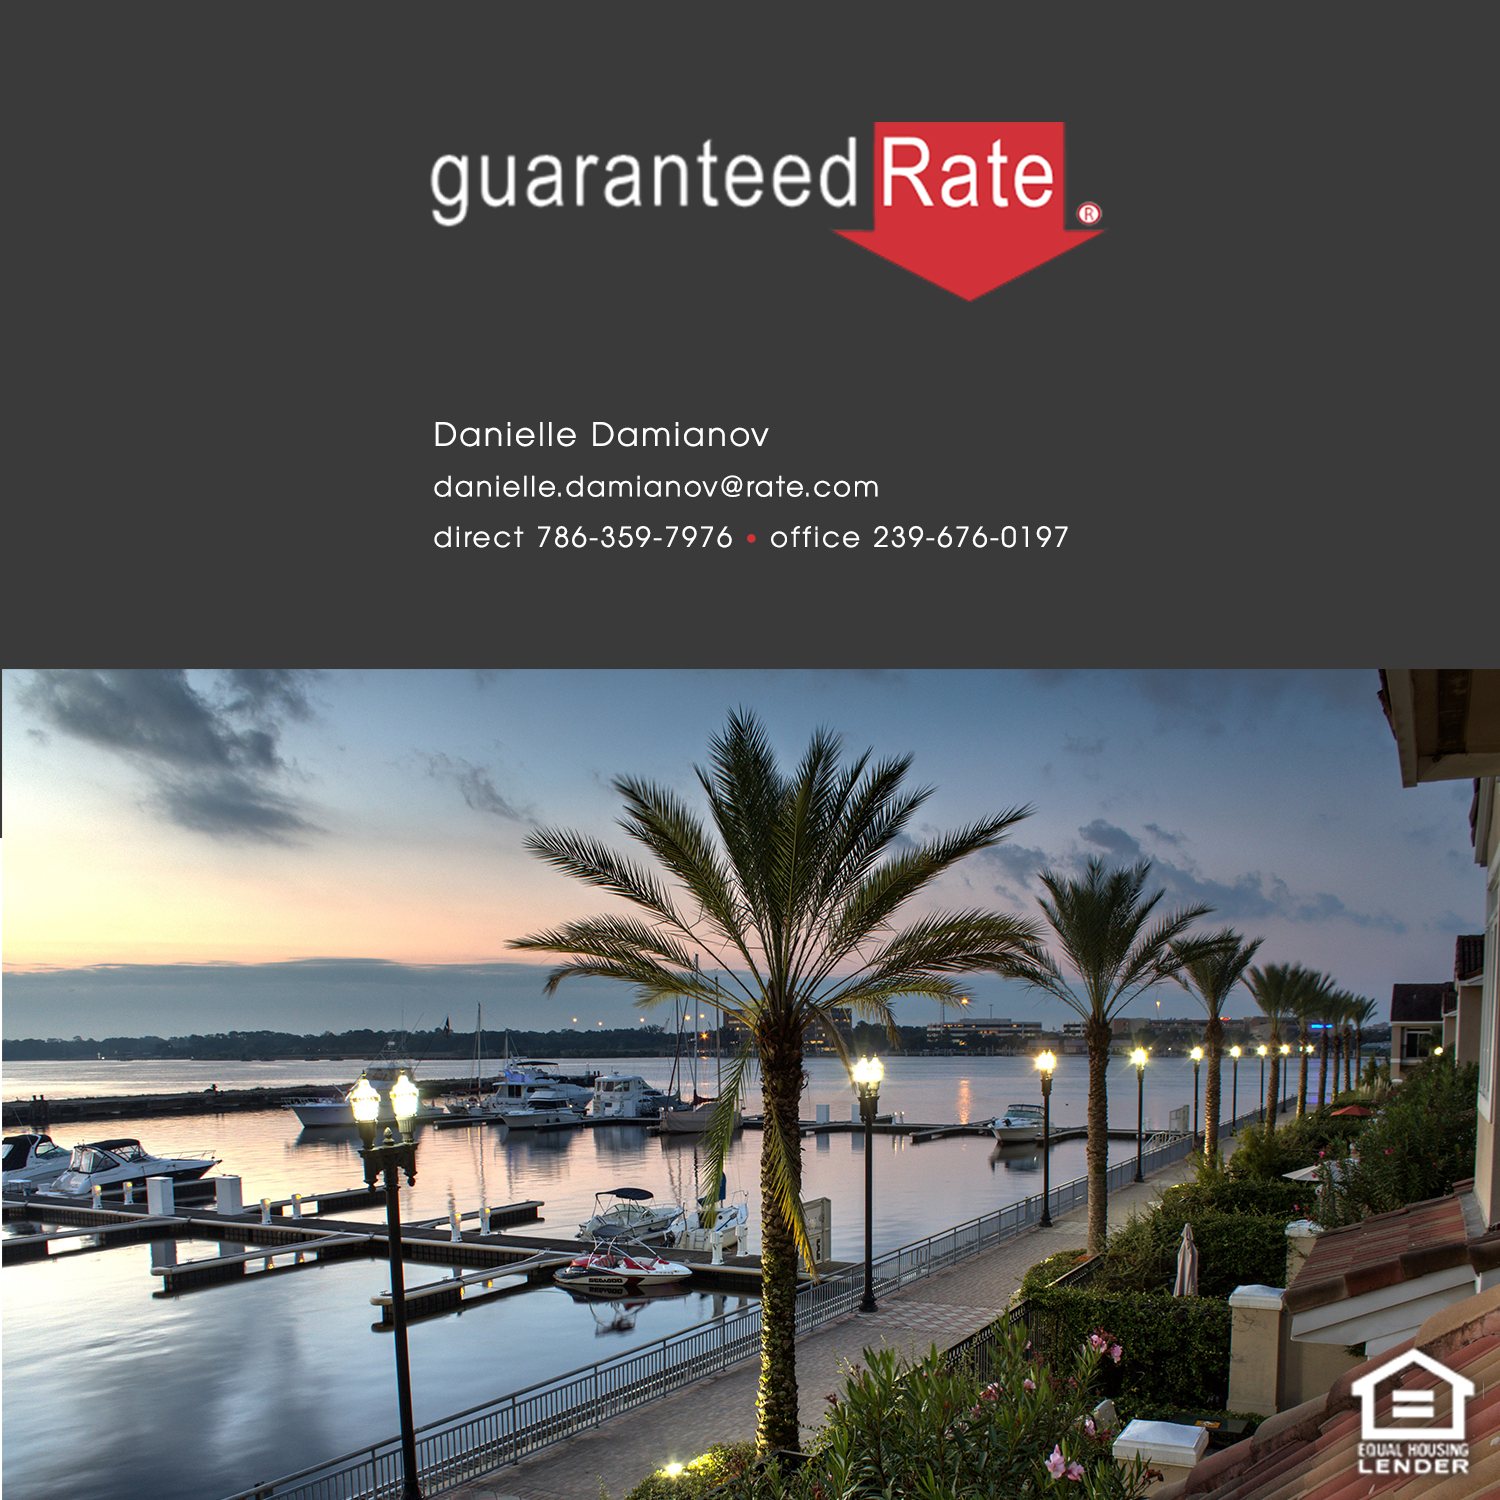 guaranteed Rate ®
Danielle Damianov
danielle.damianov@rate.com
direct 786-359-7976 • office 239-676-0197
SEADOO
EQUAL HOUSING
LENDER